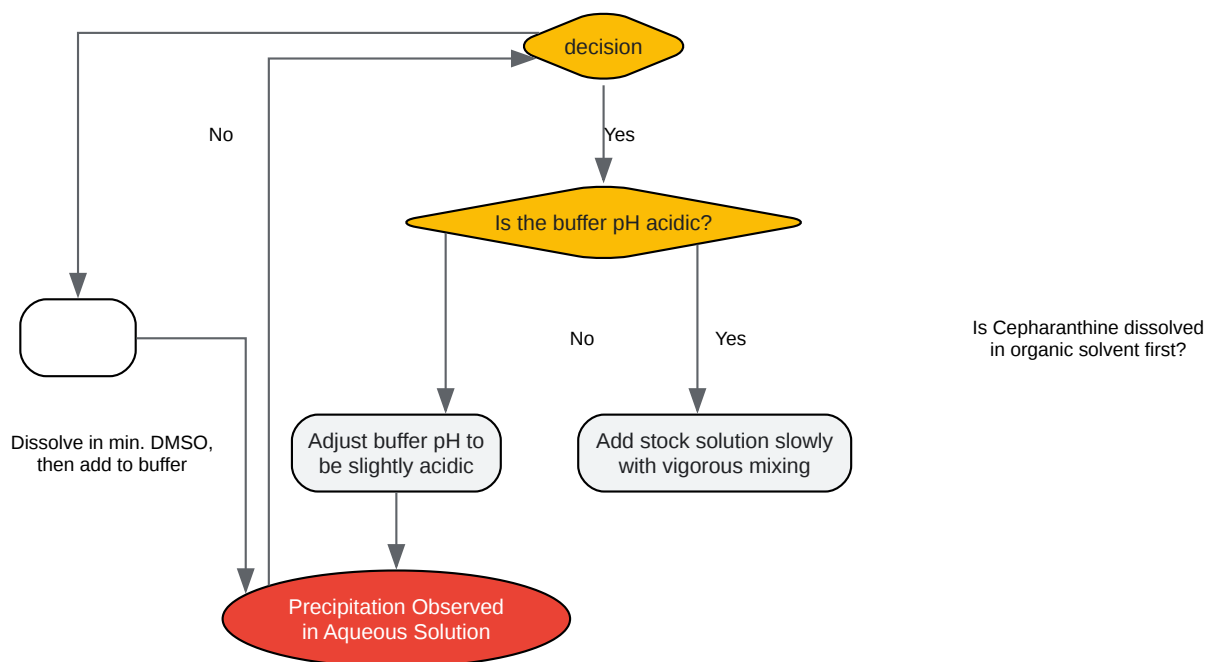 decision
No
Yes
Is the buffer pH acidic?
No
Yes
Is Cepharanthine dissolved
in organic solvent first?
Dissolve in min. DMSO,
then add to buffer
Adjust buffer pH to
be slightly acidic
Add stock solution slowly
with vigorous mixing
Precipitation Observed
in Aqueous Solution